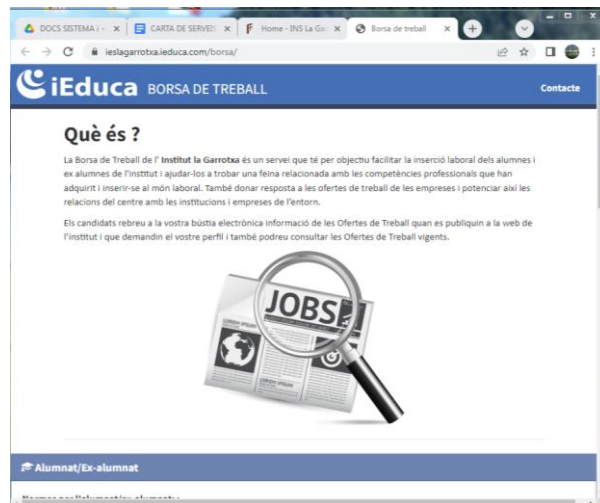 DOCS SISTEMA i
CARTA DE SERVEIS
Home - INS La Gar
Borsa de treball
ieslagarrotxa.ieduca.com/borsa/
iEduca BORSA DE TREBALL
Contacte
Què és ?
La Borsa de Treball de l' Institut la Garrotxa és un servei que té per objectiu facilitar la inserció laboral dels alumnes i
ex alumnes de l'institut i ajudar-los a trobar una feina relacionada amb les competències professionals que han
adquirit i inserir-se al món laboral. També donar resposta a les ofertes de treball de les empreses i potenciar així les
relacions del centre amb les institucions i empreses de l'entorn.
Els candidats rebreu a la vostra bústia electrònica informació de les Ofertes de Treball quan es publiquin a la web de
l'institut i que demandin el vostre perfil i també podreu consultar les Ofertes de Treball vigents.
JOBS
Alumnat/Ex-alumnat